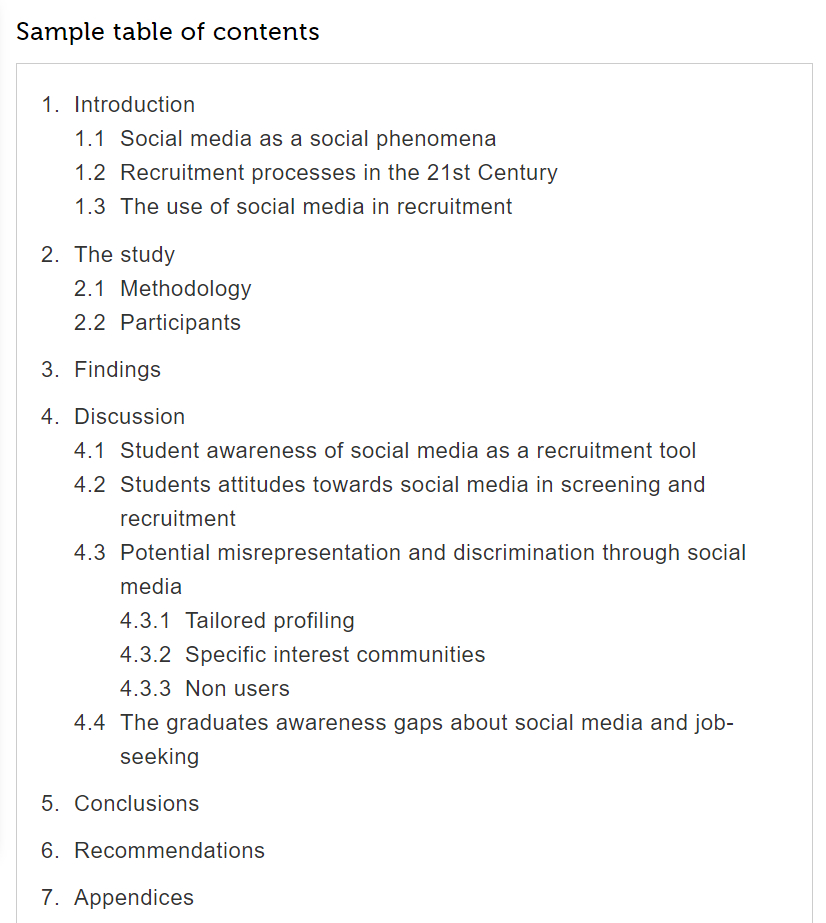 Sample table of contents
1. Introduction
1.1 Social media as a social phenomena
1.2 Recruitment processes in the 21st Century
1.3 The use of social media in recruitment
2. The study
2.1 Methodology
2.2 Participants
3. Findings
4. Discussion
4.1 Student awareness of social media as a recruitment tool
4.2 Students attitudes towards social media in screening and
recruitment
4.3 Potential misrepresentation and discrimination through social
media
4.3.1 Tailored profiling
4.3.2 Specific interest communities
4.3.3 Non users
4.4 The graduates awareness gaps about social media and job-
seeking
5. Conclusions
6. Recommendations
7. Appendices